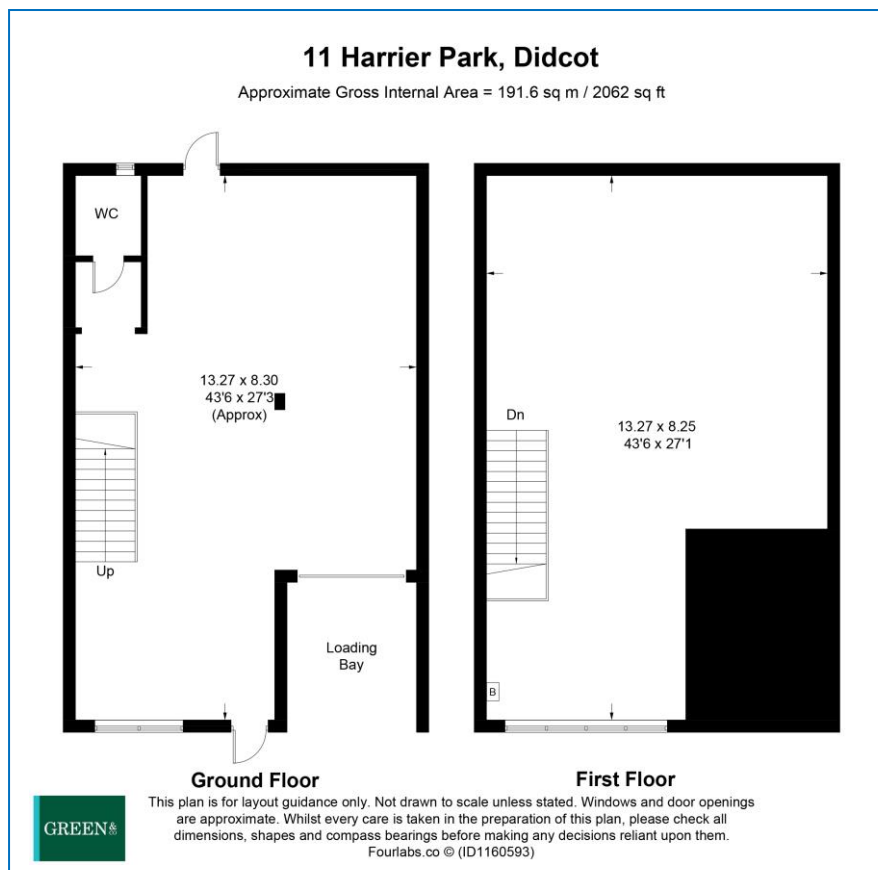 11 Harrier Park, Didcot
Approximate Gross Internal Area = 191.6 sq m / 2062 sq ft
WC
13.27 x 8.30
43'6 x 27'3
(Approx)
Up
Loading
Bay
Ground Floor
Dn
13.27 x 8.25
43'6 x 27'1
B
First Floor
GREEN&
CO
This plan is for layout guidance only. Not drawn to scale unless stated. Windows and door openings
are approximate. Whilst every care is taken in the preparation of this plan, please check all
dimensions, shapes and compass bearings before making any decisions reliant upon them.
Fourlabs.co © (ID1160593)